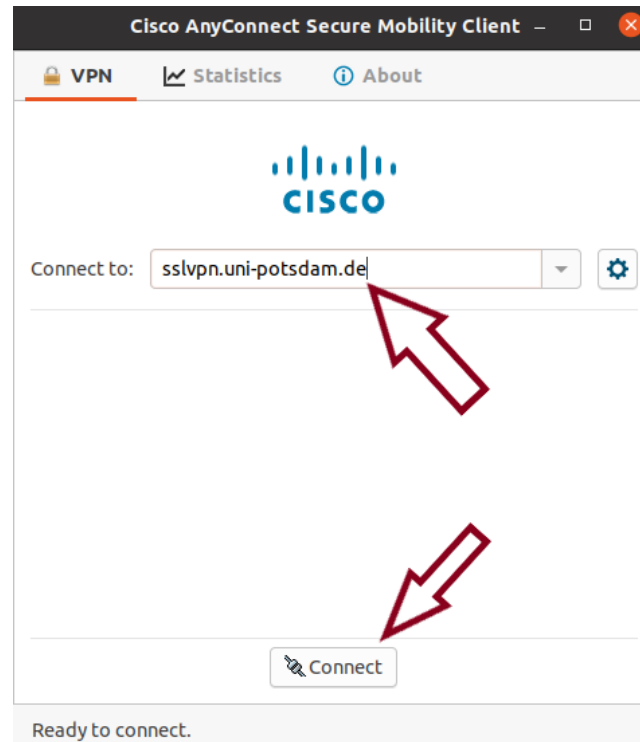 Cisco AnyConnect Secure Mobility Client
VPN Statistics About
CISCO
Connect to: sslvpn.uni-potsdam.de
Connect
Ready to connect.